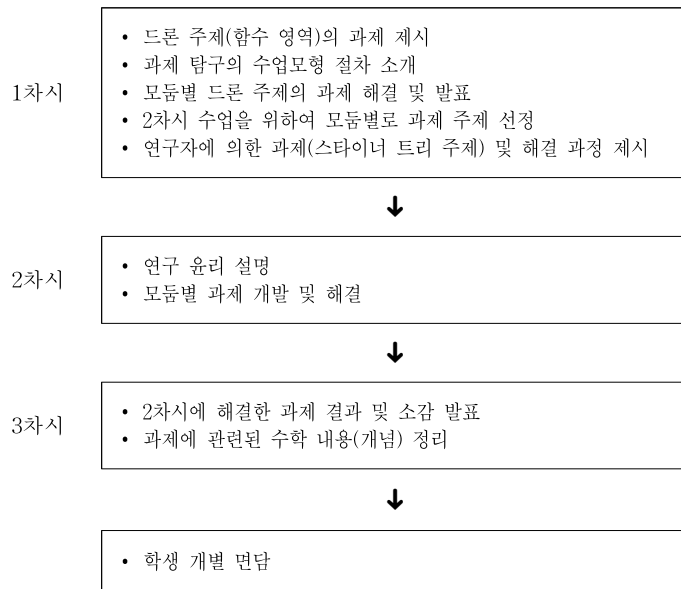 1차시
• 드론 주제(함수 영역)의 과제 제시
• 과제 탐구의 수업모형 절차 소개
• 모둠별 드론 주제의 과제 해결 및 발표
• 2차시 수업을 위하여 모둠별로 과제 주제 선정
• 연구자에 의한 과제(스타이너 트리 주제) 및 해결 과정 제시
2차시
• 연구 윤리 설명
• 모둠별 과제 개발 및 해결
3차시
• 2차시에 해결한 과제 결과 및 소감 발표
• 과제에 관련된 수학 내용(개념) 정리
• 학생 개별 면담